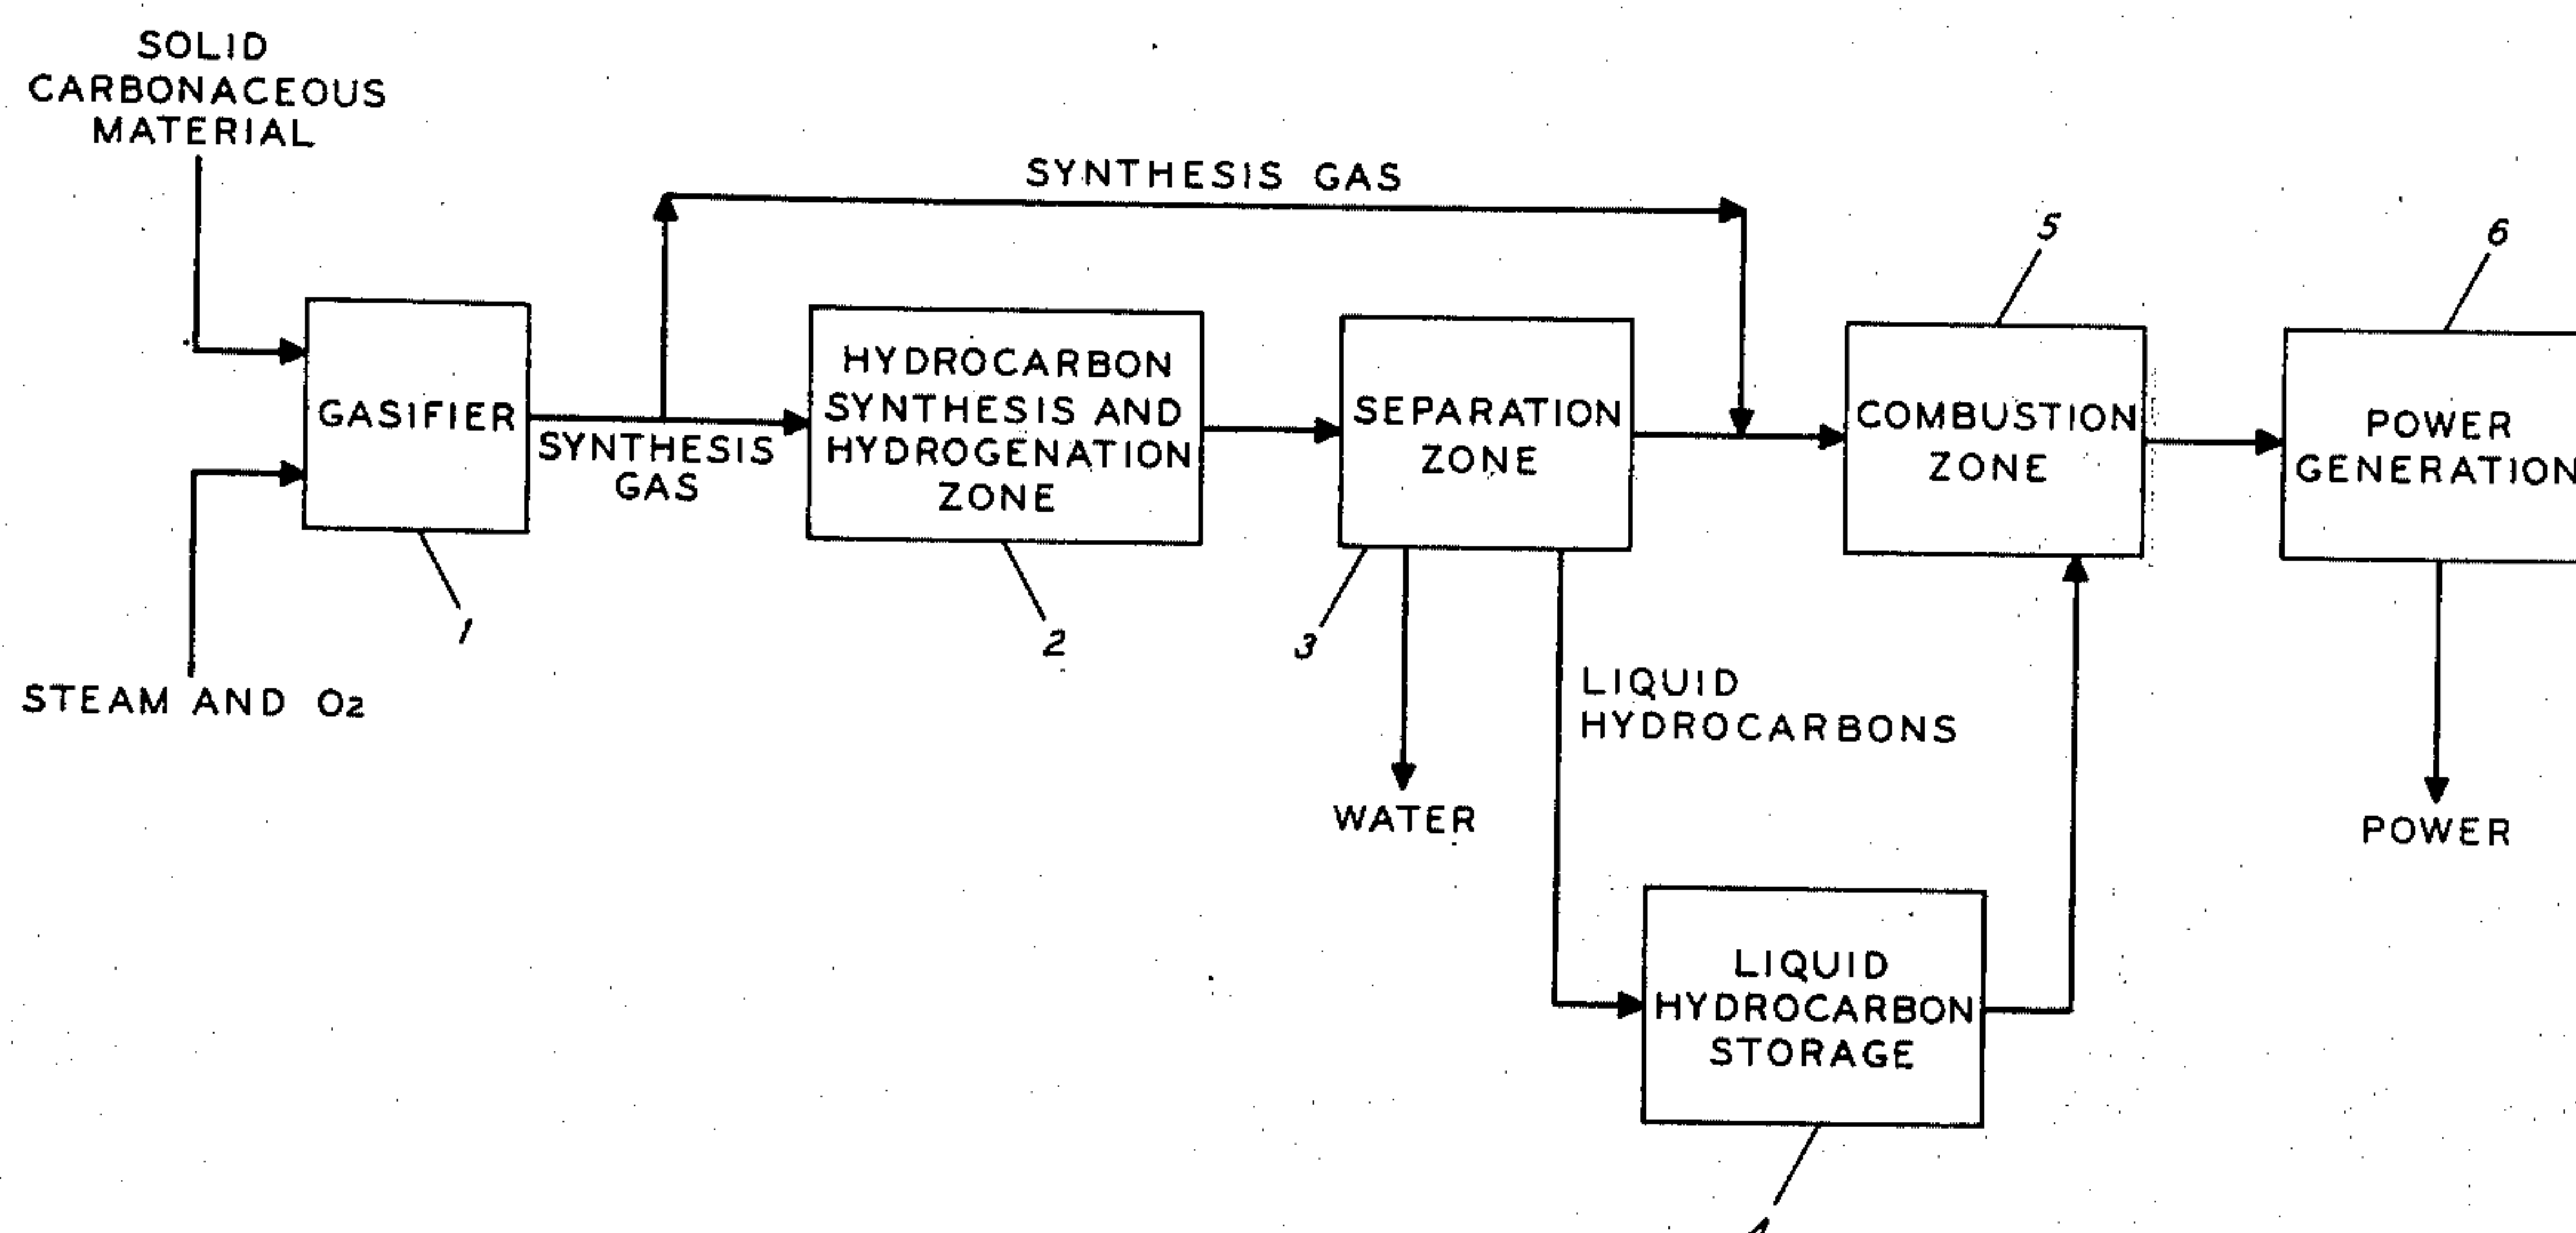 SOLID
CARBONACEOUS
MATERIAL
SYNTHESIS GAS
5
6
GASIFIER
SYNTHESIS
GAS
HYDROCARBON
SYNTHESIS AND
HYDROGENATION
ZONE
SEPARATION
ZONE
COMBUSTION
ZONE
POWER
GENERATION
1
2
3
STEAM AND O2
LIQUID
HYDROCARBONS
WATER
POWER
LIQUID
HYDROCARBON
STORAGE